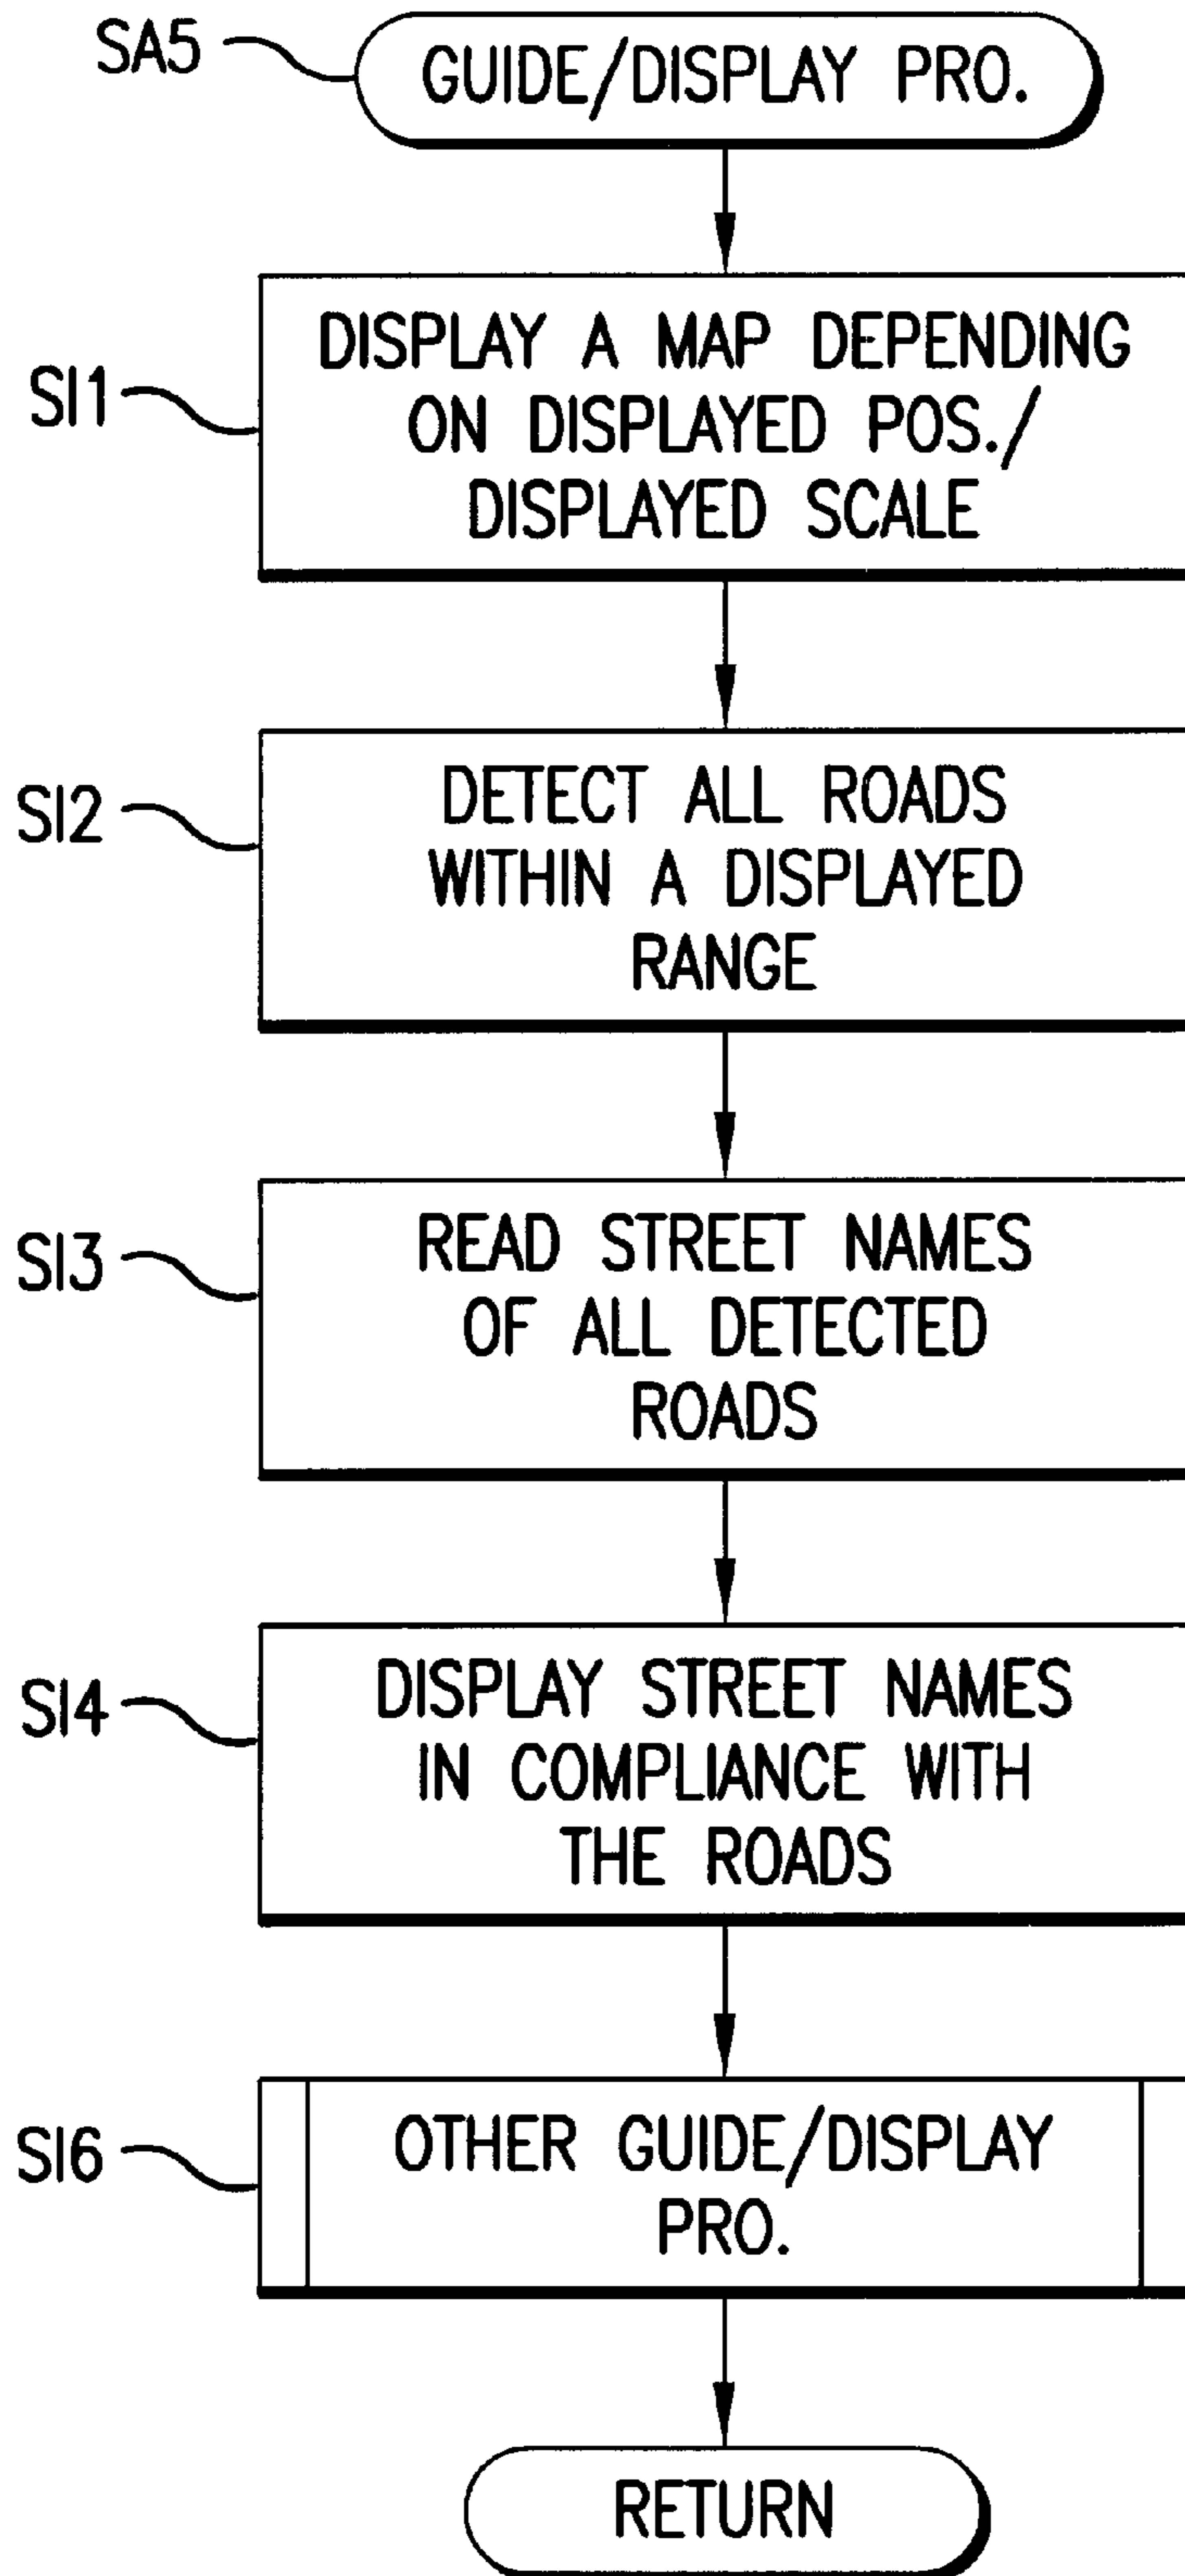 SA5
GUIDE/DISPLAY PRO.
SI1
DISPLAY A MAP DEPENDING
ON DISPLAYED POS./
DISPLAYED SCALE
SI2
DETECT ALL ROADS
WITHIN A DISPLAYED
RANGE
SI3
READ STREET NAMES
OF ALL DETECTED
ROADS
SI4
DISPLAY STREET NAMES
IN COMPLIANCE WITH
THE ROADS
SI6
OTHER GUIDE/DISPLAY
PRO.
RETURN